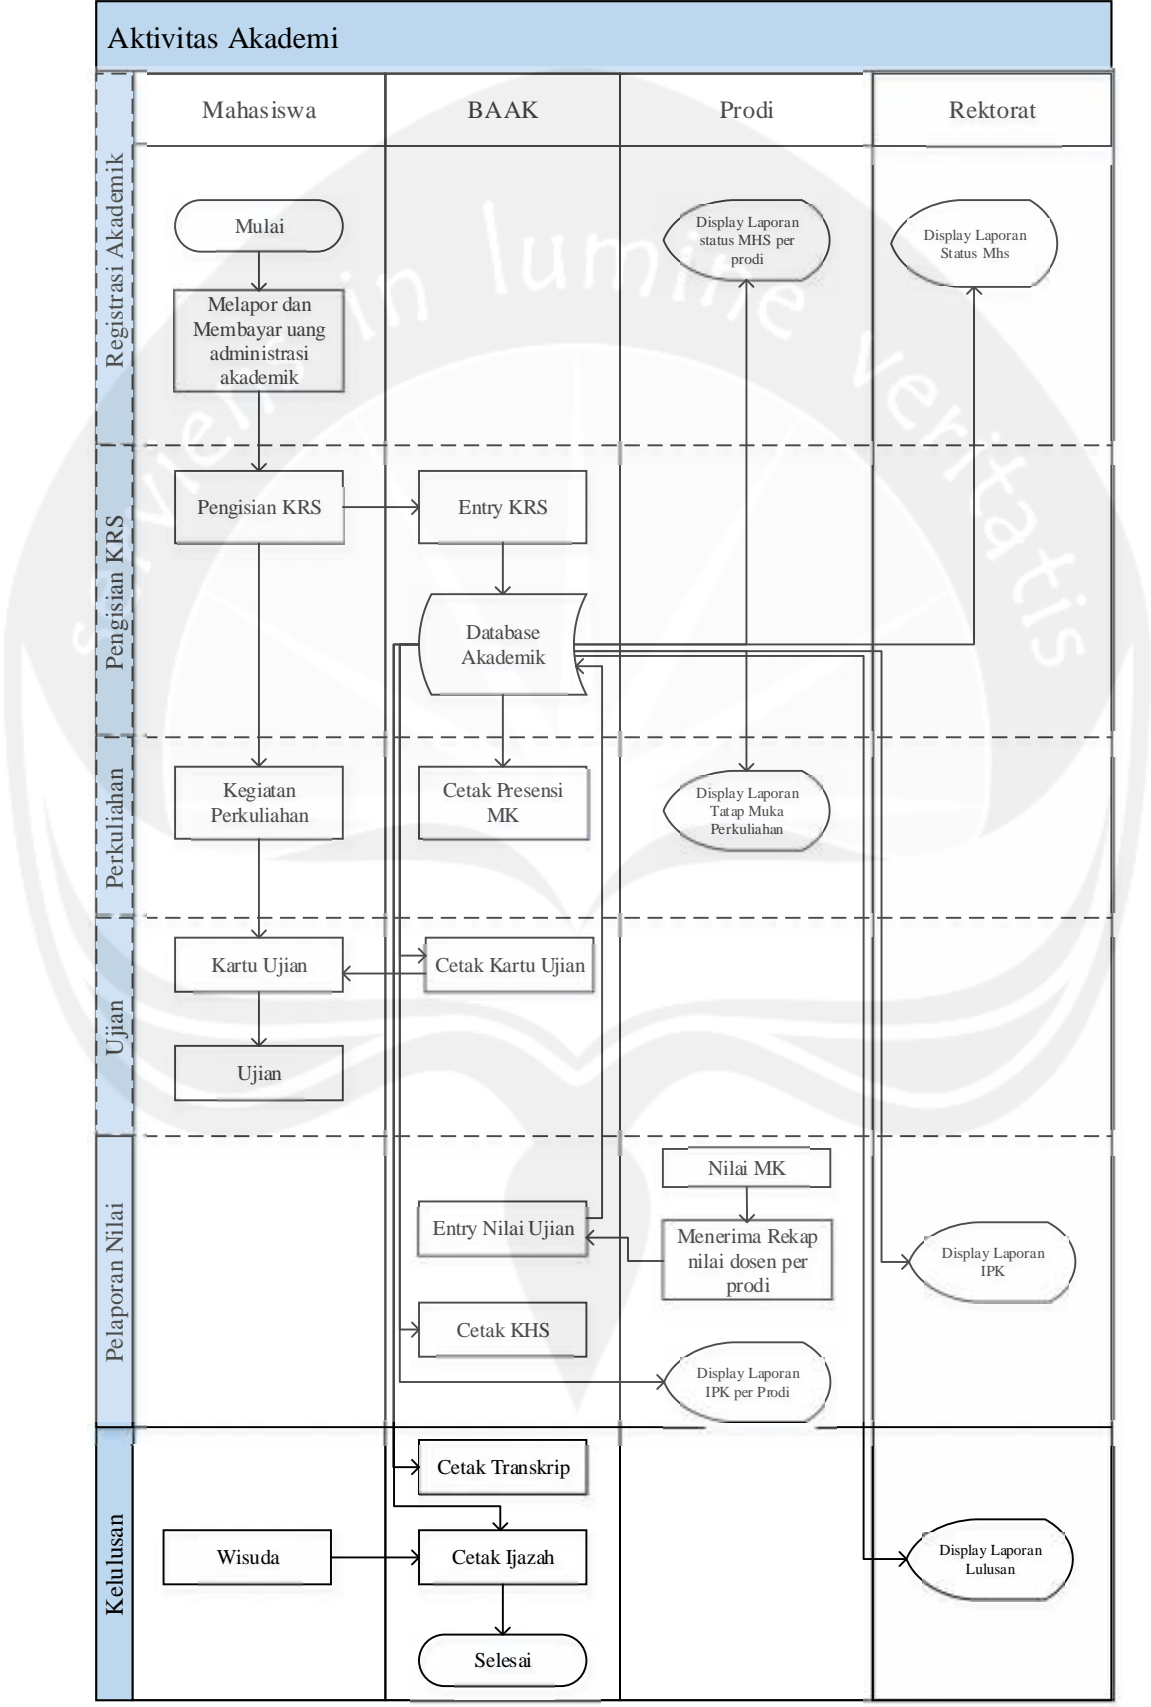 Aktivitas Akademi
Mahasiswa
BAAK
Prodi
Rektorat
Registrasi Akademik
Mulai
Melapor dan
Membayar uang
administrasi
akademik
Display Laporan
status MHS per
prodi
Display Laporan
Status Mhs
serviens in lumine veritatis
Pengisian KRS
Pengisian KRS
Entry KRS
Database
Akademik
Perkuliahan
Kegiatan
Perkuliahan
Cetak Presensi
MK
Display Laporan
Tatap Muka
Perkuliahan
Ujian
Kartu Ujian
Cetak Kartu Ujian
Ujian
Pelaporan Nilai
Nilai MK
Entry Nilai Ujian
Menerima Rekap
nilai dosen per
prodi
Display Laporan
IPK
Cetak KHS
Display Laporan
IPK per Prodi
Kelulusan
Cetak Transkrip
Wisuda
Cetak Ijazah
Display Laporan
Lulusan
Selesai